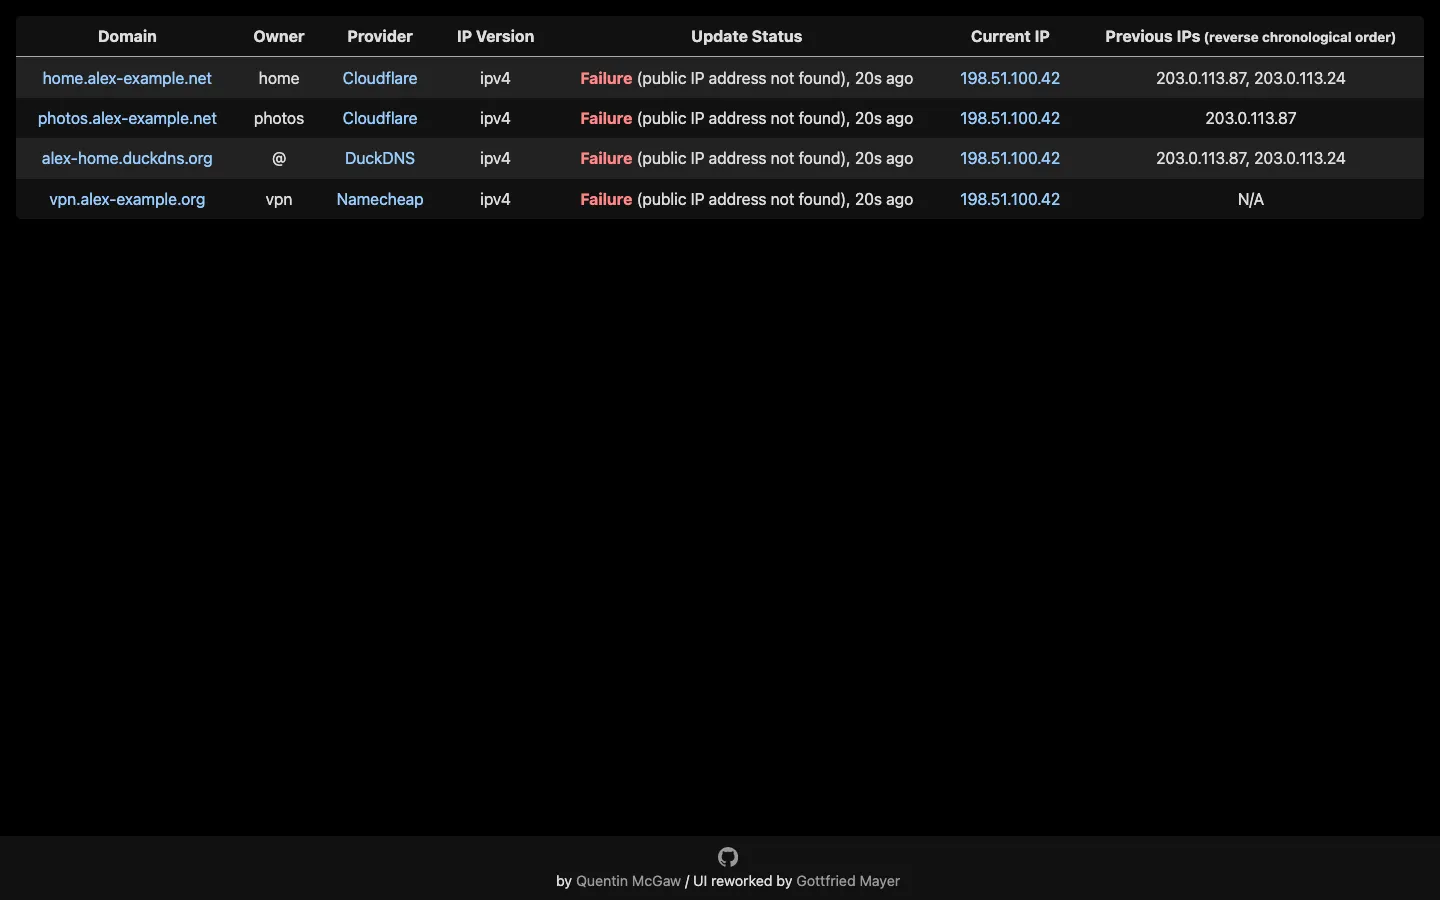 Domain Owner Provider IP Version Update Status Current IP Previous IPs (reverse chronological order)
home.alex-example.net home Cloudflare ipv4 Failure (public IP address not found), 20s ago 198.51.100.42 203.0.113.87, 203.0.113.24
photos.alex-example.net photos Cloudflare ipv4 Failure (public IP address not found), 20s ago 198.51.100.42 203.0.113.87
alex-home.duckdns.org @ DuckDNS ipv4 Failure (public IP address not found), 20s ago 198.51.100.42 203.0.113.87, 203.0.113.24
vpn.alex-example.org vpn Namecheap ipv4 Failure (public IP address not found), 20s ago 198.51.100.42 N/A
by Quentin McGaw / UI reworked by Gottfried Mayer